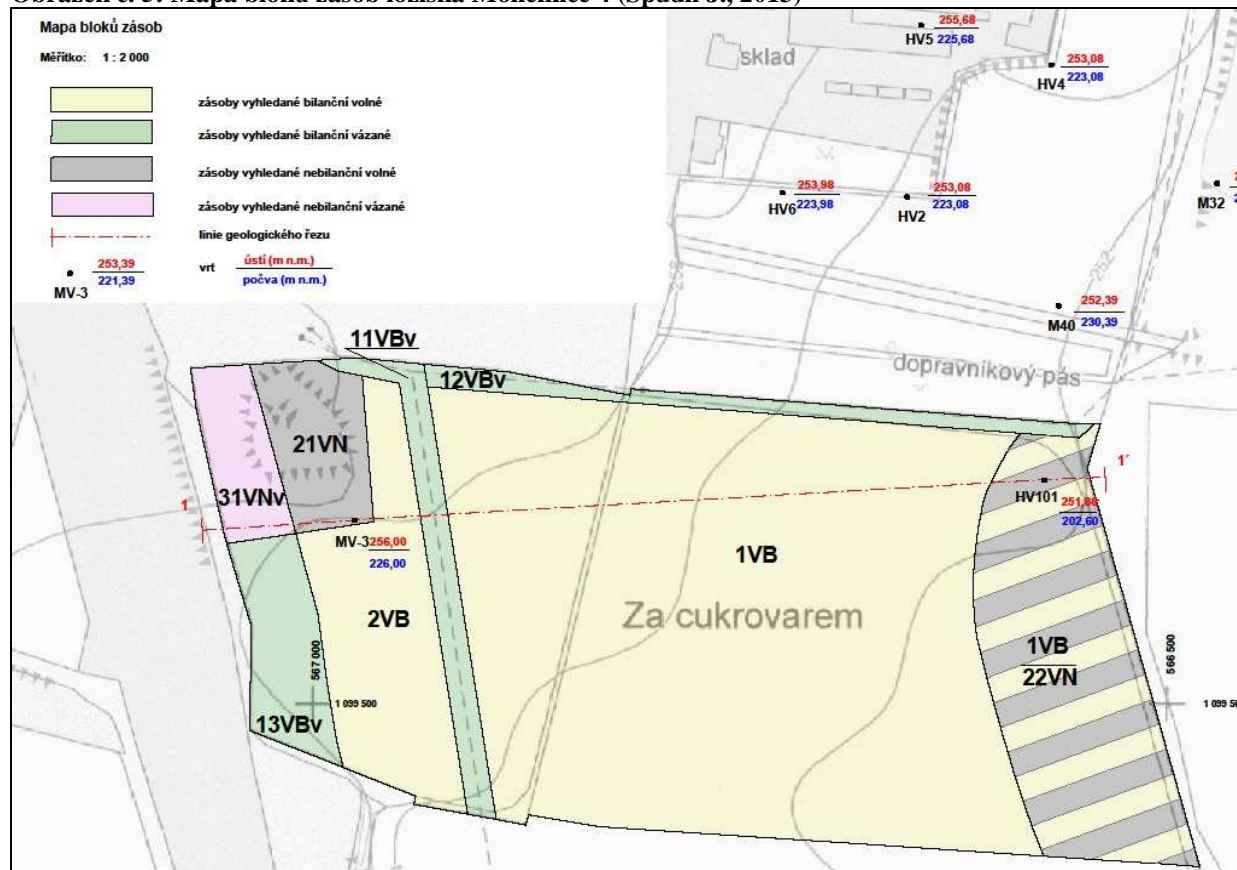 Mapa bloků zásob
Měřítko: 1 : 2 000
zásoby vyhledané bilanční volné
zásoby vyhledané bilanční vázané
zásoby vyhledané nebilanční volné
zásoby vyhledané nebilanční vázané
linie geologického řezu
253,39
221,39
MV-3
vrt
ústí (m n.m.)
počva (m n.m.)
sklad
HV5
255,68
225,68
253,08
223,08
HV4
HV6
253,98
223,98
HV2
253,08
223,08
M32
256
252
M40
252,39
230,39
dopravníkový pás
11VBv
12VBv
21VN
31VNv
1
1´
HV101
202,60
MV-3
256,00
226,00
1VB
2VB
Za cukrovarem
1VB
22VN
567 000
1 099 500
13VBv
566 500